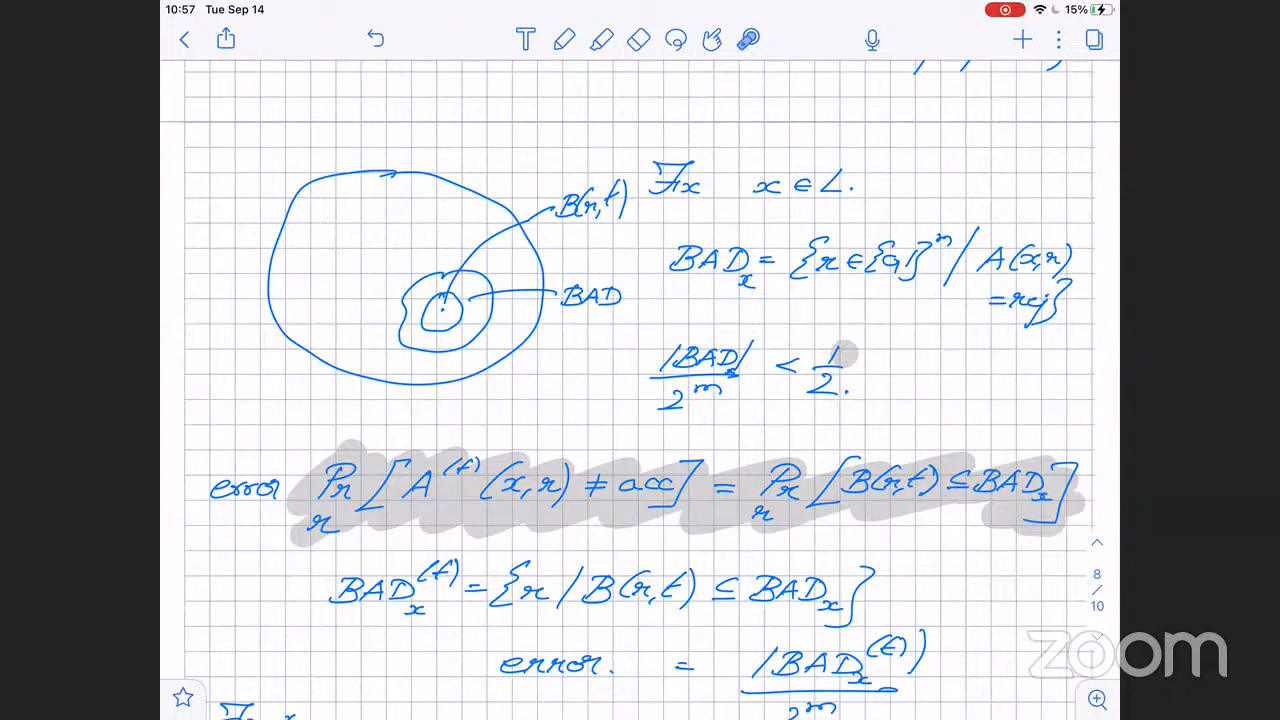 10:57 Tue Sep 14
15%
Fix x ∈ L.
B(r,t)
BAD_x = {r ∈ {0,1}^m / A(x,r)
= rej}
BAD
|BAD_x| / 2^m < 1/2.
error Pr_r [A^(t) (x,r) ≠ acc] = Pr_r [B(r,t) ⊆ BAD_x]
BAD_x^(t) = {r / B(r,t) ⊆ BAD_x}
8
/
10
error. = |BAD_x^(t)| / 2^m
zoom